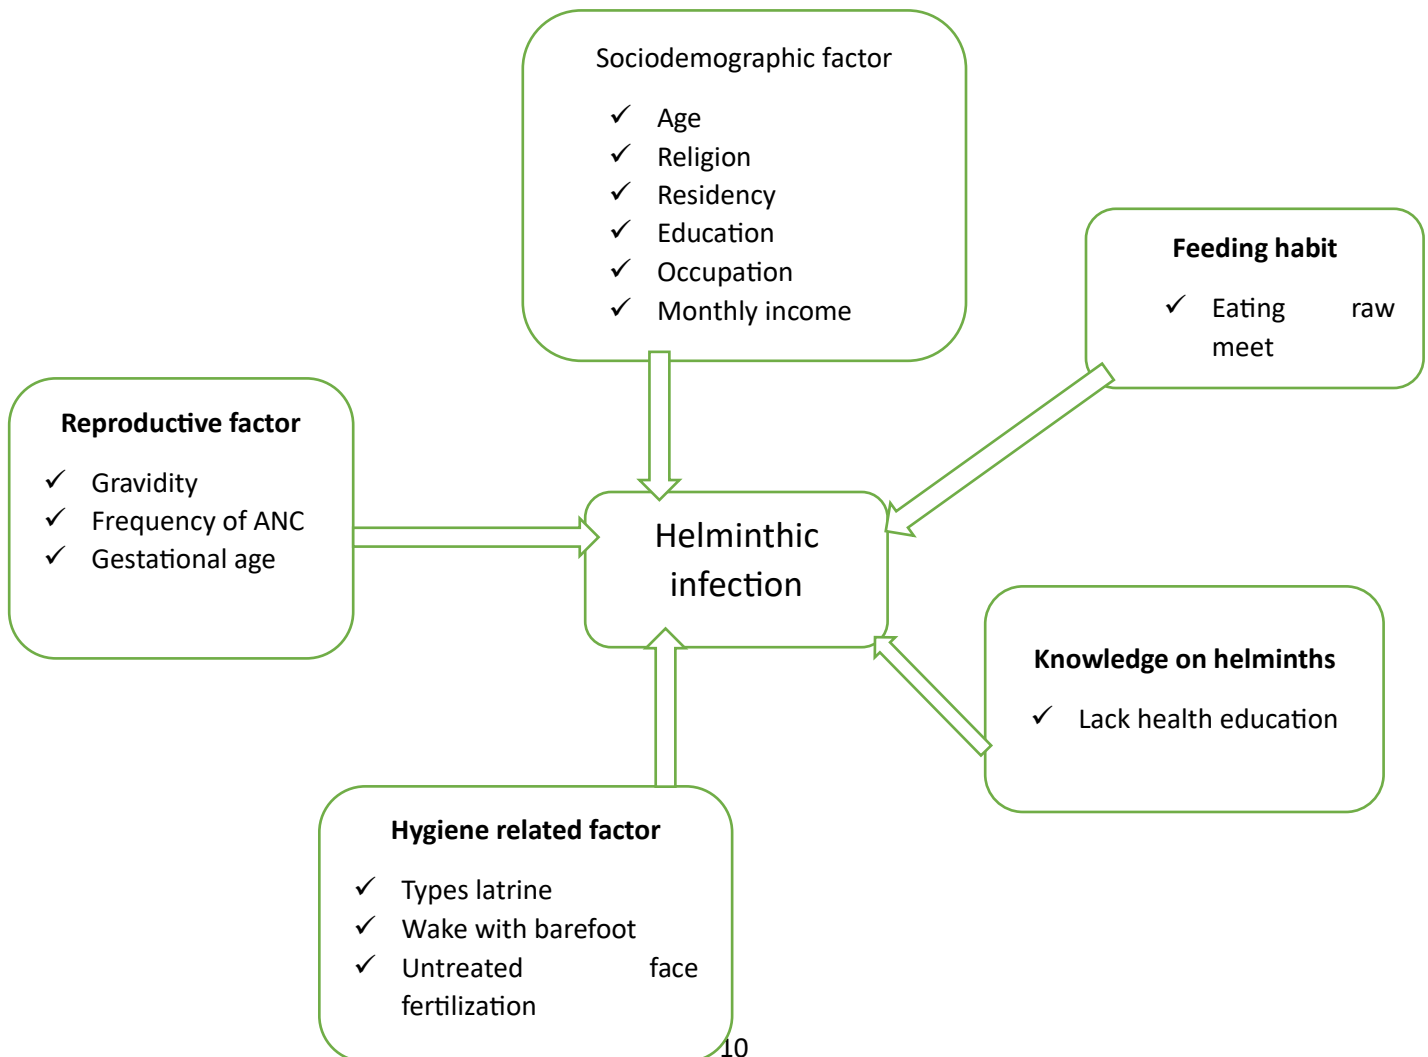 Sociodemographic factor
✓ Age
✓ Religion
✓ Residency
✓ Education
✓ Occupation
✓ Monthly income
Feeding habit
✓ Eating raw
meet
Reproductive factor
✓ Gravidity
✓ Frequency of ANC
✓ Gestational age
Helminthic
infection
Knowledge on helminths
✓ Lack health education
Hygiene related factor
✓ Types latrine
✓ Wake with barefoot
✓ Untreated face
fertilization
10